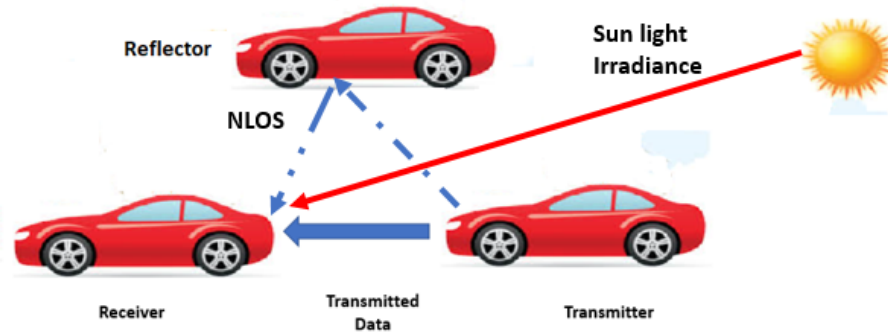 Reflector
Sun light
Irradiance
NLOS
Receiver
Transmitted
Data
Transmitter